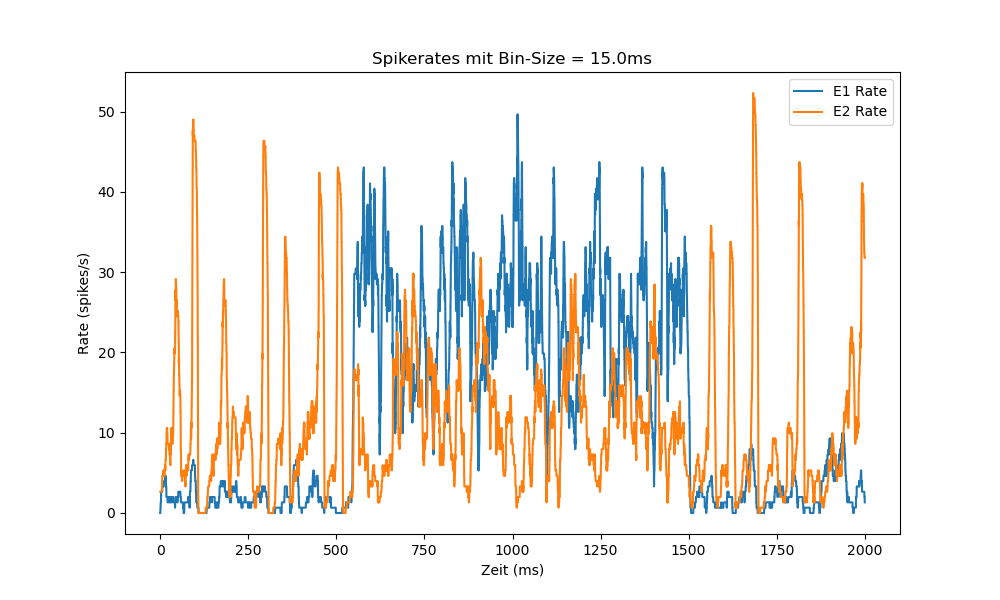 Spikerates mit Bin-Size = 15.0ms
E1 Rate
E2 Rate
50
40
30
20
10
0
Rate (spikes/s)
0 250 500 750 1000 1250 1500 1750 2000
Zeit (ms)